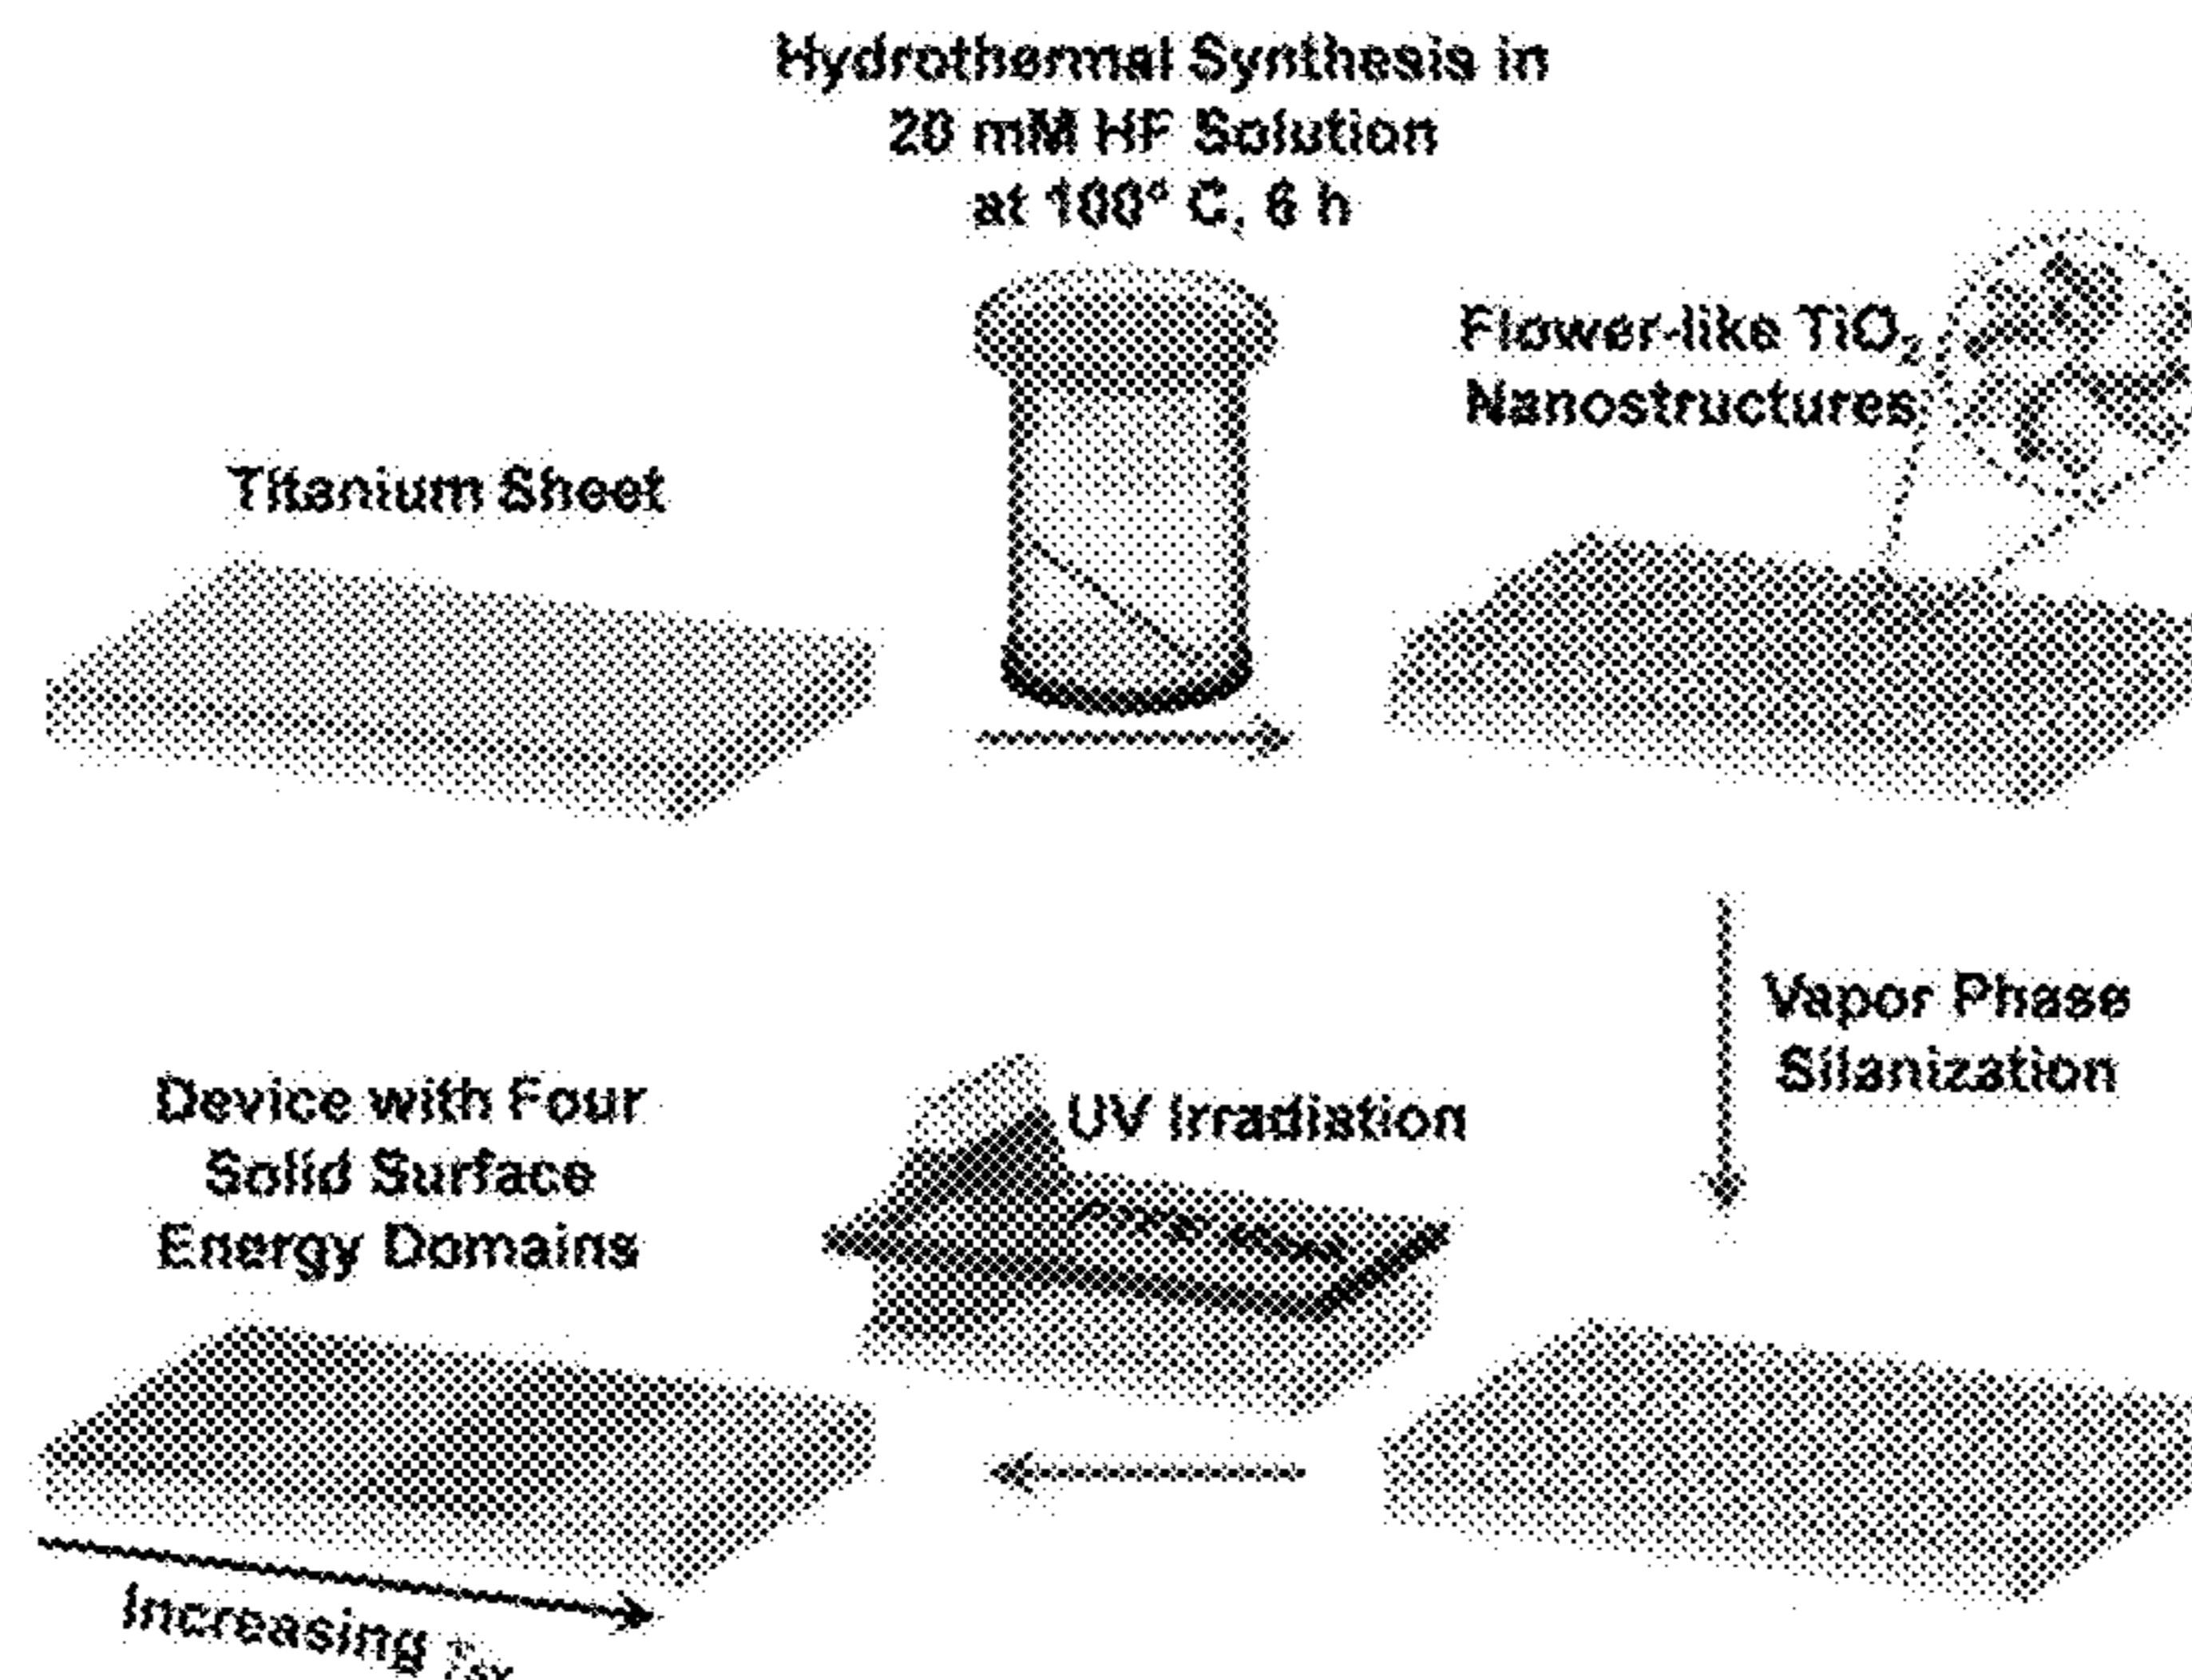 Hydrothermal Synthesis in
20 mM HF Solution
at 100° C, 6 h
Flower-like TiO₂
Nanostructures
Titanium Sheet
Vapor Phase
Silanization
UV Irradiation
Device with Four
Solid Surface
Energy Domains
Increasing